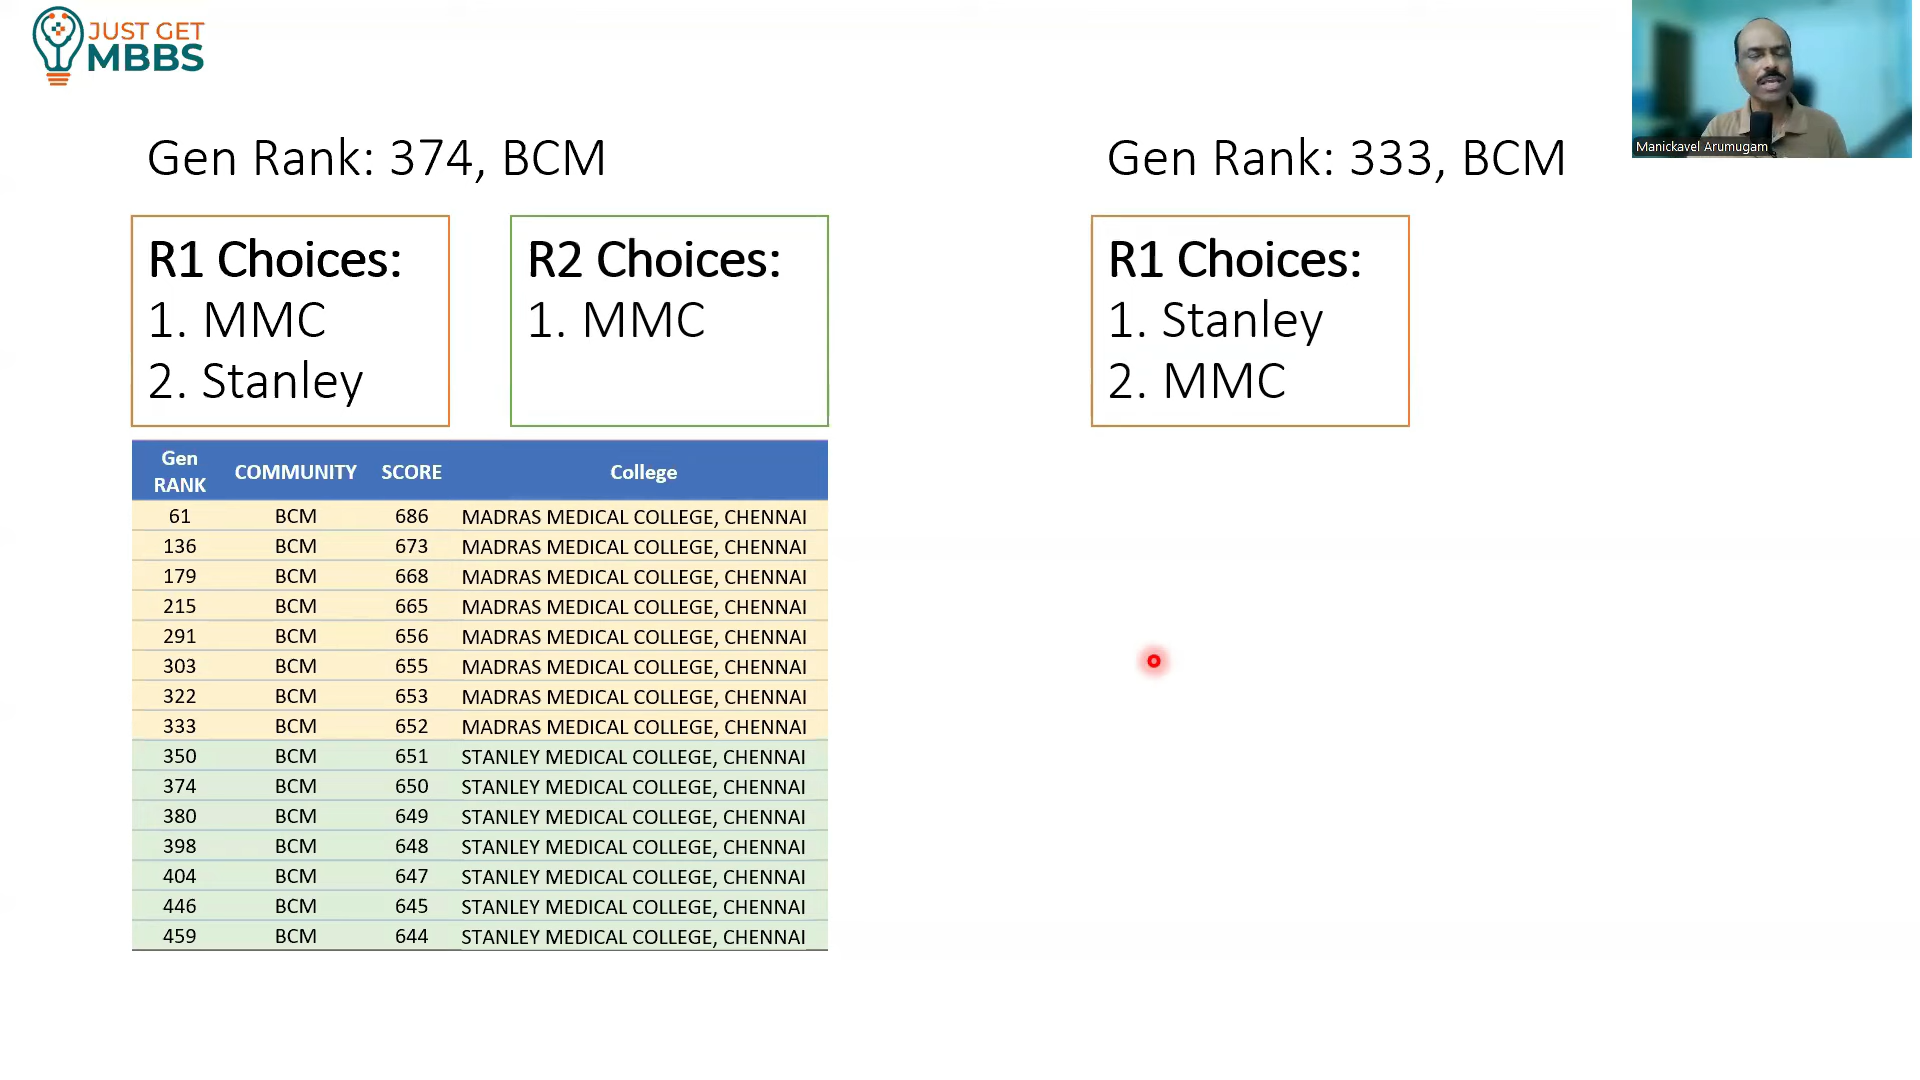 JUST GET
MBBS
Manickavel Arumugam
Gen Rank: 374, BCM
Gen Rank: 333, BCM
R1 Choices:
1. MMC
2. Stanley
R2 Choices:
1. MMC
R1 Choices:
1. Stanley
2. MMC
Gen RANK COMMUNITY SCORE College
61 BCM 686 MADRAS MEDICAL COLLEGE, CHENNAI
136 BCM 673 MADRAS MEDICAL COLLEGE, CHENNAI
179 BCM 668 MADRAS MEDICAL COLLEGE, CHENNAI
215 BCM 665 MADRAS MEDICAL COLLEGE, CHENNAI
291 BCM 656 MADRAS MEDICAL COLLEGE, CHENNAI
303 BCM 655 MADRAS MEDICAL COLLEGE, CHENNAI
322 BCM 653 MADRAS MEDICAL COLLEGE, CHENNAI
333 BCM 652 MADRAS MEDICAL COLLEGE, CHENNAI
350 BCM 651 STANLEY MEDICAL COLLEGE, CHENNAI
374 BCM 650 STANLEY MEDICAL COLLEGE, CHENNAI
380 BCM 649 STANLEY MEDICAL COLLEGE, CHENNAI
398 BCM 648 STANLEY MEDICAL COLLEGE, CHENNAI
404 BCM 647 STANLEY MEDICAL COLLEGE, CHENNAI
446 BCM 645 STANLEY MEDICAL COLLEGE, CHENNAI
459 BCM 644 STANLEY MEDICAL COLLEGE, CHENNAI